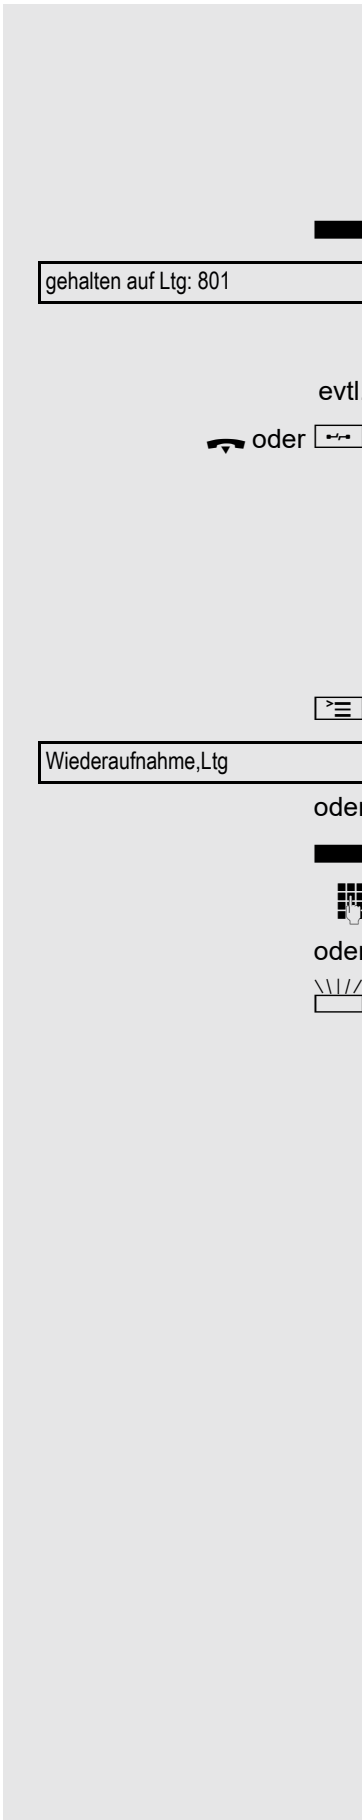 gehalten auf Ltg: 801
evtl.
oder
Wiederaufnahme,Ltg
oder
oder